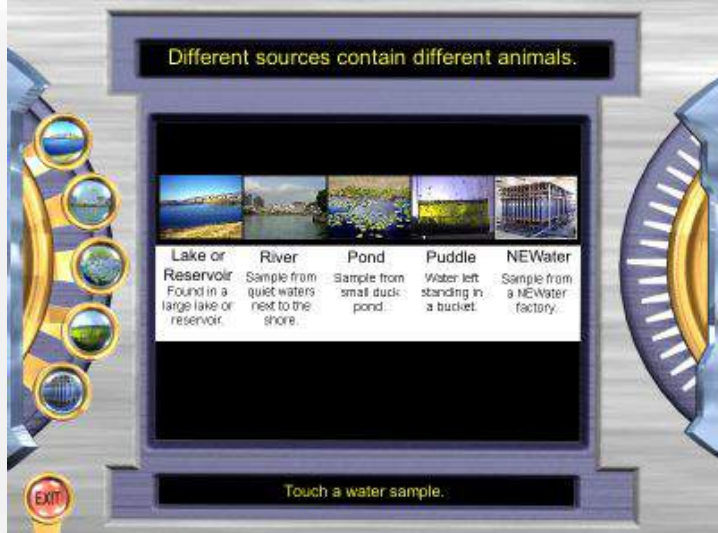 Different sources contain different animals.
Lake or
Reservoir
Found in a
large lake or
reservoir.
River
Sample from
quiet waters
next to the
shore.
Pond
Sample from
small duck
pond.
Puddle
Water left
standing in
a bucket.
NEWater
Sample from
a NEWater
factory.
EXIT
Touch a water sample.